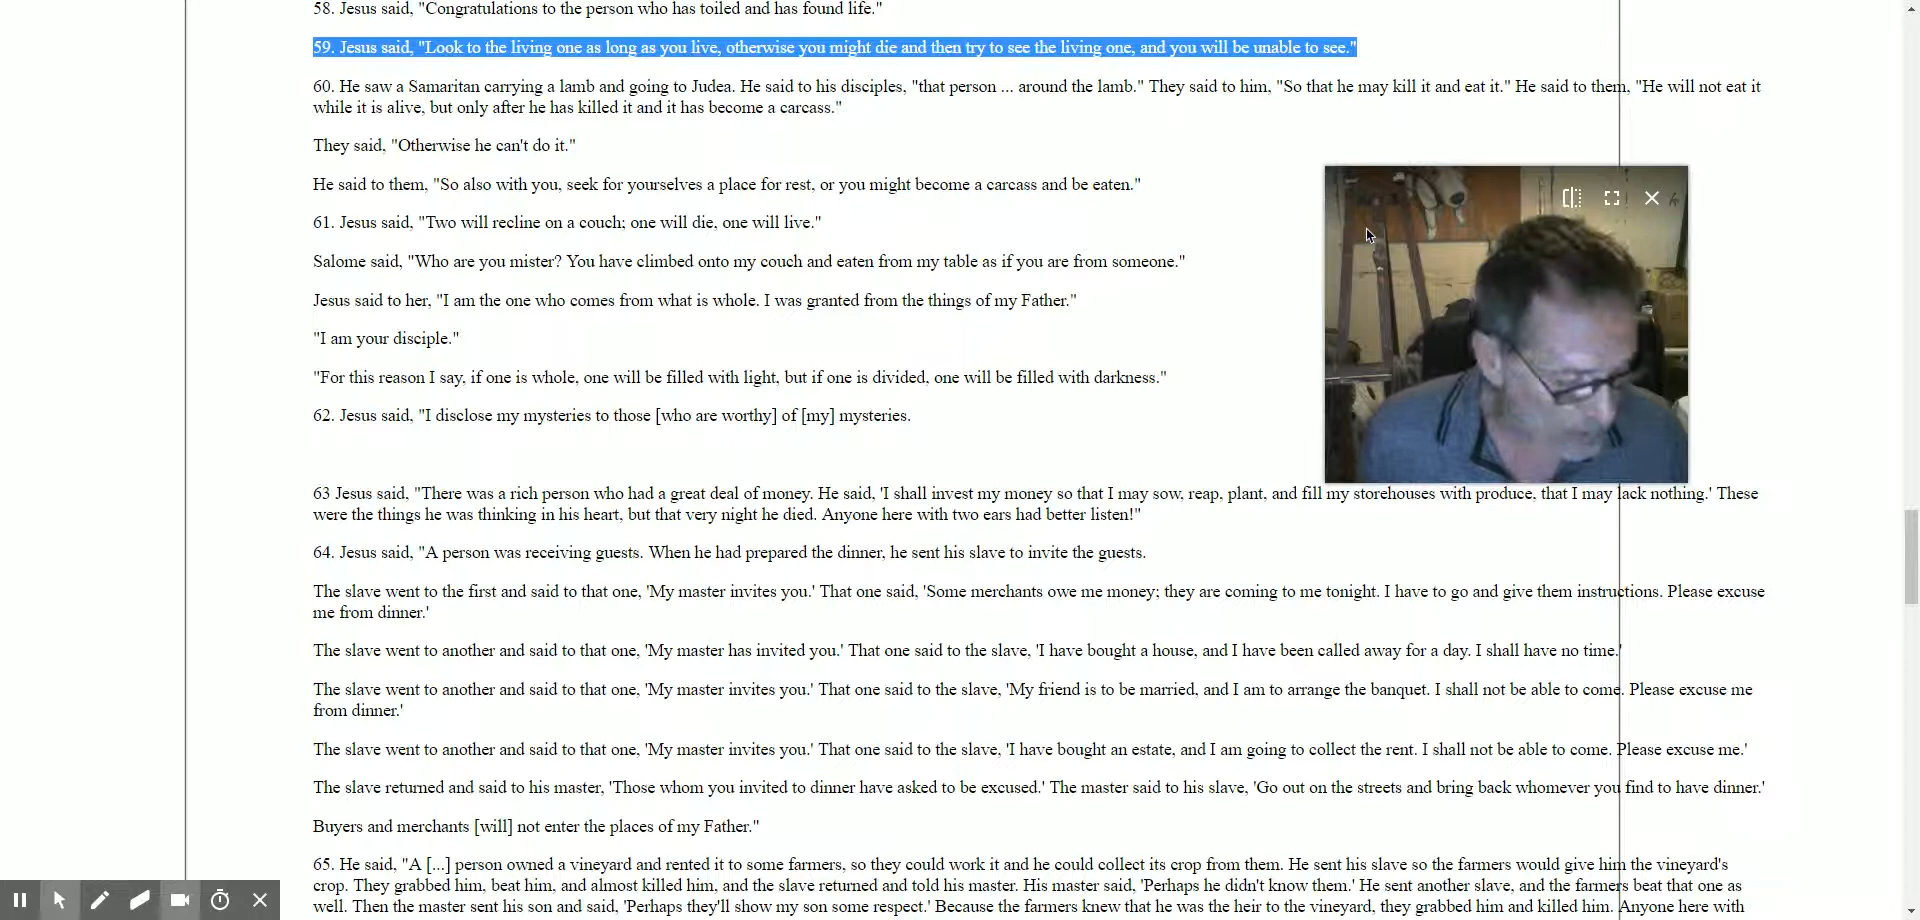 58. Jesus said, "Congratulations to the person who has toiled and has found life."
59. Jesus said, "Look to the living one as long as you live, otherwise you might die and then try to see the living one, and you will be unable to see."
60. He saw a Samaritan carrying a lamb and going to Judea. He said to his disciples, "that person ... around the lamb." They said to him, "So that he may kill it and eat it." He said to them, "He will not eat it
while it is alive, but only after he has killed it and it has become a carcass."
They said, "Otherwise he can't do it."
He said to them, "So also with you, seek for yourselves a place for rest, or you might become a carcass and be eaten."
61. Jesus said, "Two will recline on a couch; one will die, one will live."
Salome said, "Who are you mister? You have climbed onto my couch and eaten from my table as if you are from someone."
Jesus said to her, "I am the one who comes from what is whole. I was granted from the things of my Father."
"I am your disciple."
"For this reason I say, if one is whole, one will be filled with light, but if one is divided, one will be filled with darkness."
62. Jesus said, "I disclose my mysteries to those [who are worthy] of [my] mysteries.
63 Jesus said, "There was a rich person who had a great deal of money. He said, 'I shall invest my money so that I may sow, reap, plant, and fill my storehouses with produce, that I may lack nothing.' These
were the things he was thinking in his heart, but that very night he died. Anyone here with two ears had better listen!"
64. Jesus said, "A person was receiving guests. When he had prepared the dinner, he sent his slave to invite the guests.
The slave went to the first and said to that one, 'My master invites you.' That one said, 'Some merchants owe me money; they are coming to me tonight. I have to go and give them instructions. Please excuse
me from dinner.'
The slave went to another and said to that one, 'My master has invited you.' That one said to the slave, 'I have bought a house, and I have been called away for a day. I shall have no time.'
The slave went to another and said to that one, 'My master invites you.' That one said to the slave, 'My friend is to be married, and I am to arrange the banquet. I shall not be able to come. Please excuse me
from dinner.'
The slave went to another and said to that one, 'My master invites you.' That one said to the slave, 'I have bought an estate, and I am going to collect the rent. I shall not be able to come. Please excuse me.'
The slave returned and said to his master, 'Those whom you invited to dinner have asked to be excused.' The master said to his slave, 'Go out on the streets and bring back whomever you find to have dinner.'
Buyers and merchants [will] not enter the places of my Father."
65. He said, "A [...] person owned a vineyard and rented it to some farmers, so they could work it and he could collect its crop from them. He sent his slave so the farmers would give him the vineyard's
crop. They grabbed him, beat him, and almost killed him, and the slave returned and told his master. His master said, 'Perhaps he didn't know them.' He sent another slave, and the farmers beat that one as
well. Then the master sent his son and said, 'Perhaps they'll show my son some respect.' Because the farmers knew that he was the heir to the vineyard, they grabbed him and killed him. Anyone here with